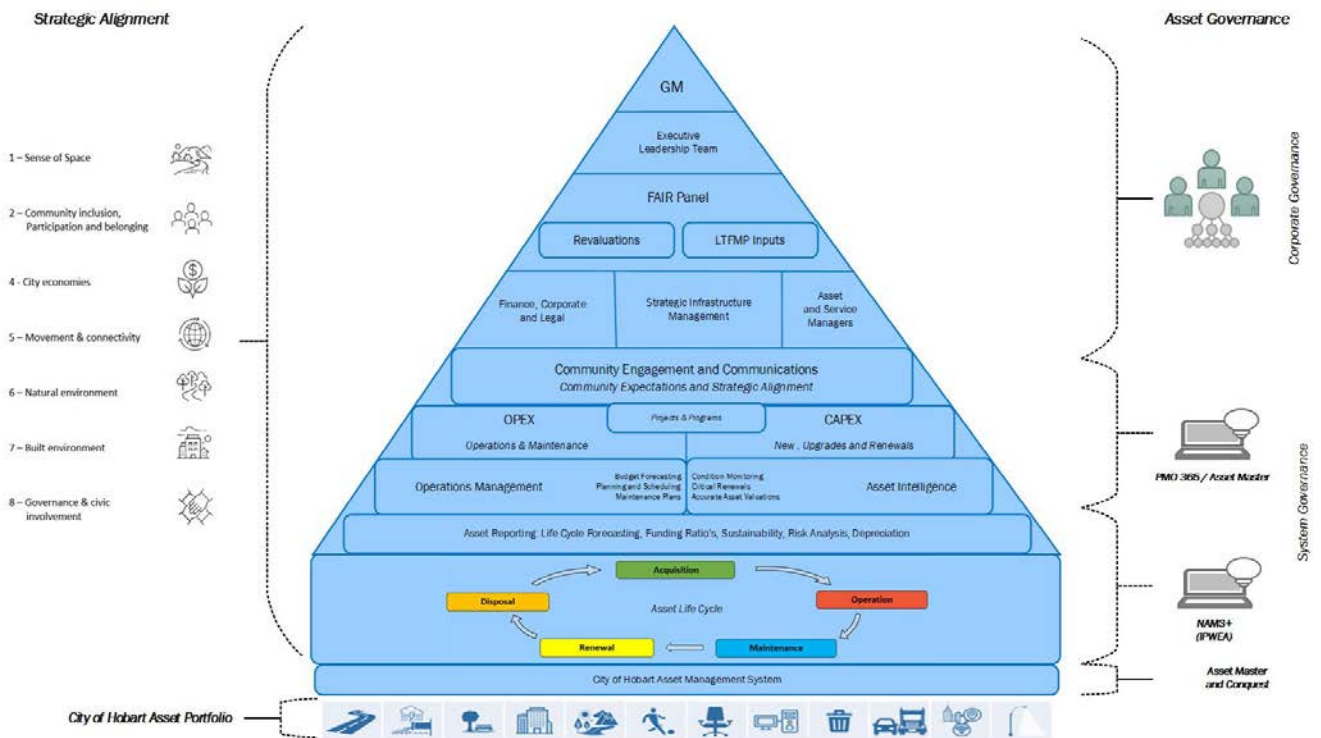 Strategic Alignment
Asset Governance
1 – Sense of Space
2 – Community inclusion,
Participation and belonging
4 - City economies
5 – Movement & connectivity
6 – Natural environment
7 – Built environment
8 – Governance & civic
involvement
GM
Executive
Leadership Team
FAIR Panel
Revaluations
LTFMP Inputs
Finance, Corporate
and Legal
Strategic Infrastructure
Management
Asset
and Service
Managers
Community Engagement and Communications
Community Expectations and Strategic Alignment
OPEX
Projects & Programs
CAPEX
Operations & Maintenance
New , Upgrades and Renewals
Operations Management
Budget Forecasting
Planning and Scheduling
Maintenance Plans
Condition Monitoring
Critical Renewals
Accurate Asset Valuations
Asset Intelligence
Asset Reporting: Life Cycle Forecasting, Funding Ratio's, Sustainability, Risk Analysis, Depreciation
Acquisition
Disposal
Asset Life Cycle
Operation
Renewal
Maintenance
City of Hobart Asset Management System
City of Hobart Asset Portfolio
Corporate Governance
PMO 365 / Asset Master
System Governance
NAMS+
(IPWEA)
Asset Master
and Conquest